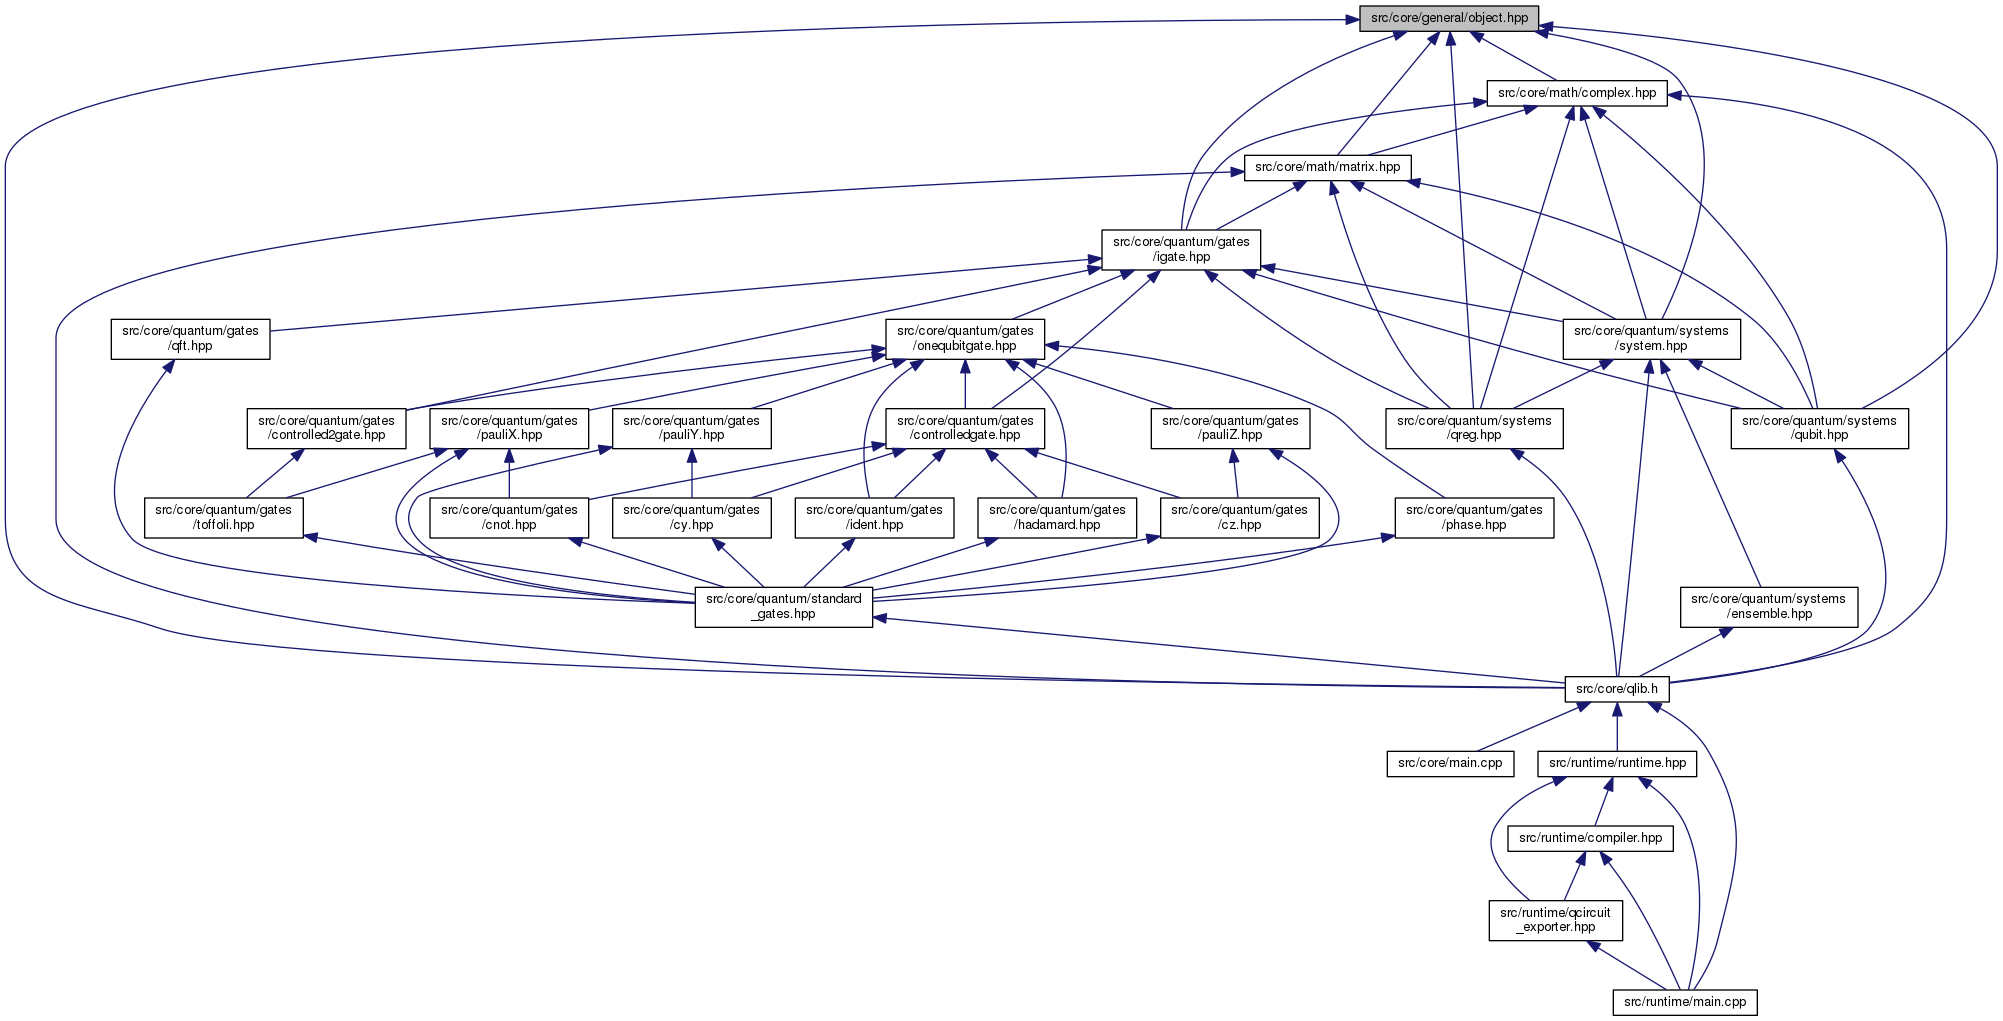 src/core/general/object.hpp
src/core/math/complex.hpp
src/core/math/matrix.hpp
src/core/quantum/gates
/igate.hpp
src/core/quantum/gates
/qft.hpp
src/core/quantum/gates
/onequbitgate.hpp
src/core/quantum/systems
/system.hpp
src/core/quantum/gates
/controlled2gate.hpp
src/core/quantum/gates
/pauliX.hpp
src/core/quantum/gates
/pauliY.hpp
src/core/quantum/gates
/controlledgate.hpp
src/core/quantum/gates
/pauliZ.hpp
src/core/quantum/systems
/qreg.hpp
src/core/quantum/systems
/qubit.hpp
src/core/quantum/gates
/toffoli.hpp
src/core/quantum/gates
/cnot.hpp
src/core/quantum/gates
/cy.hpp
src/core/quantum/gates
/ident.hpp
src/core/quantum/gates
/hadamard.hpp
src/core/quantum/gates
/cz.hpp
src/core/quantum/gates
/phase.hpp
src/core/quantum/standard
_gates.hpp
src/core/quantum/systems
/ensemble.hpp
src/core/qlib.h
src/core/main.cpp
src/runtime/runtime.hpp
src/runtime/compiler.hpp
src/runtime/qcircuit
_exporter.hpp
src/runtime/main.cpp